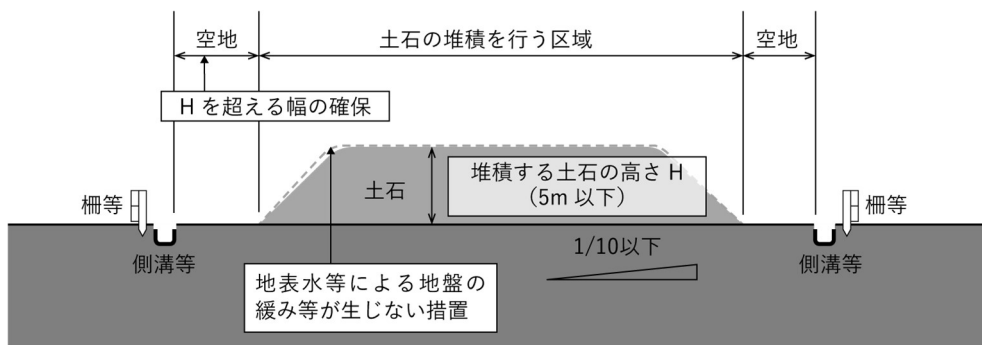 空地
土石の堆積を行う区域
空地
Hを超える幅の確保
土石
堆積する土石の高さ H
（5m 以下）
柵等
柵等
側溝等
1/10以下
側溝等
地表水等による地盤の
緩み等が生じない措置